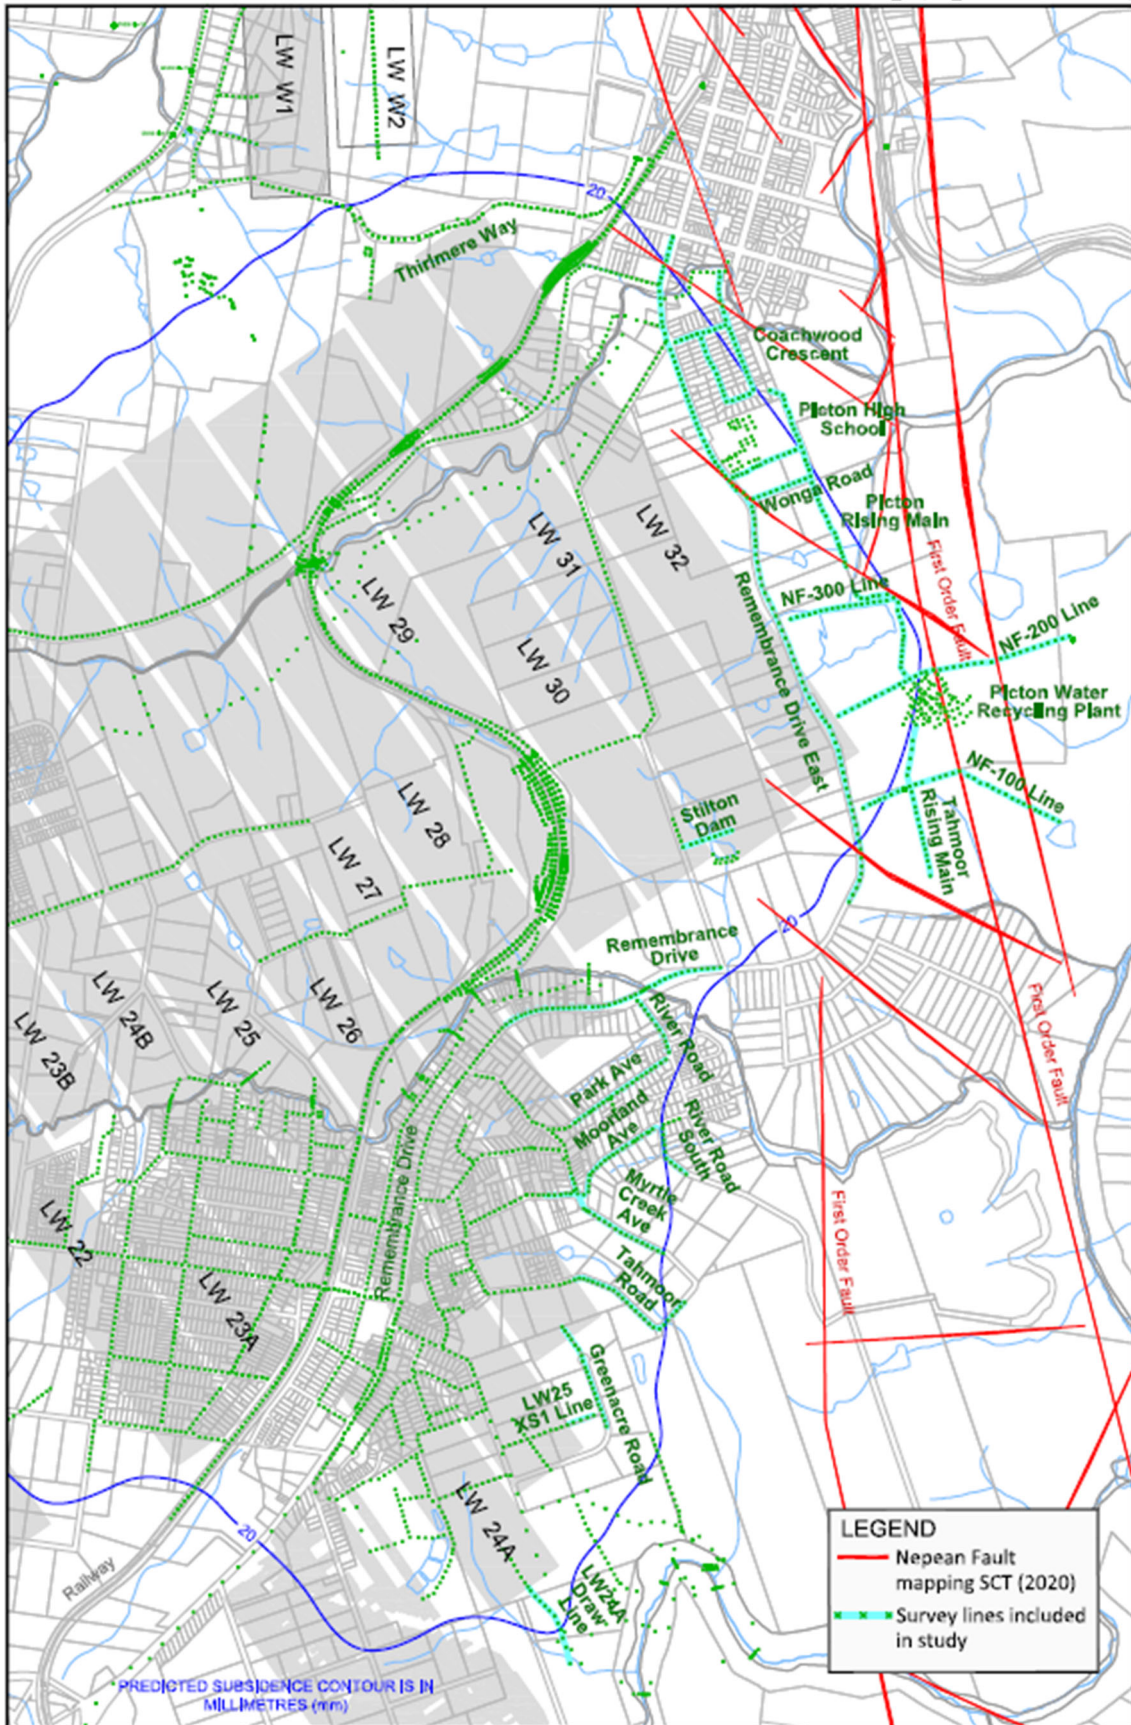 LW W1
LW W2
20
Thirlmere Way
Coachwood
Crescent
Picton High
School
Wonga Road
Picton
Rising Main
LW 31
LW 32
LW 29
LW 30
First Order Fault
NF-300 Line
NF-200 Line
Remembrance Drive East
Picton Water
Recycling Plant
NF-100 Line
Tahmoor
Rising Main
Stilton
Dam
LW 28
LW 27
20
Remembrance
Drive
LW 26
LW 25
LW 24B
LW 23B
River Road
First Order Fault
Park Ave
Moorland
Ave
River Road
South
Myrtle
Creek
Ave
Remembrance Drive
First Order Fault
LW 22
LW 23A
Tahmoor
Road
Greenacre Road
LW25
XS1 Line
LW 24A
LW24A
Draw
Line
20
Railway
LEGEND
Nepean Fault
mapping SCT (2020)
Survey lines included
in study
PREDICTED SUBSIDENCE CONTOUR IS IN
MILLIMETRES (mm)